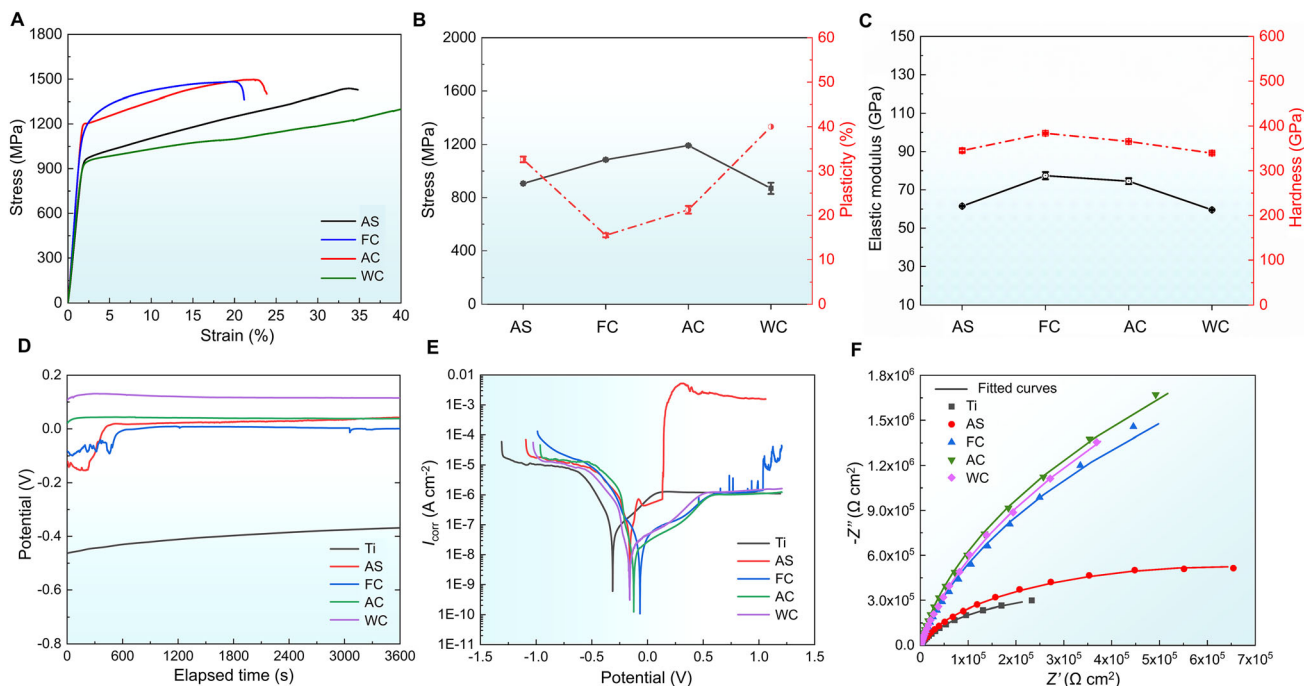 A
Stress (MPa)
1800
1500
1200
900
600
300
0
0 5 10 15 20 25 30 35 40
Strain (%)
AS
FC
AC
WC
B
Stress (MPa)
2000
1600
1200
800
400
0
AS FC AC WC
60
50
40
30
20
10
0
Plasticity (%)
C
Elastic modulus (GPa)
150
130
110
90
70
50
30
10
AS FC AC WC
600
500
400
300
200
100
0
Hardness (GPa)
D
Potential (V)
0.2
0.0
-0.2
-0.4
-0.6
-0.8
0 600 1200 1800 2400 3000 3600
Elapsed time (s)
Ti
AS
FC
AC
WC
E
Icorr (A cm-2)
0.01
1E-3
1E-4
1E-5
1E-6
1E-7
1E-8
1E-9
1E-10
1E-11
-1.5 -1.0 -0.5 0.0 0.5 1.0 1.5
Potential (V)
Ti
AS
FC
AC
WC
F
-Z″ (Ω cm²)
1.8x10⁶
1.5x10⁶
1.2x10⁶
9.0x10⁵
6.0x10⁵
3.0x10⁵
0.0
1x10⁵ 2x10⁵ 3x10⁵ 4x10⁵ 5x10⁵ 6x10⁵ 7x10⁵
Z′ (Ω cm²)
Fitted curves
Ti
AS
FC
AC
WC